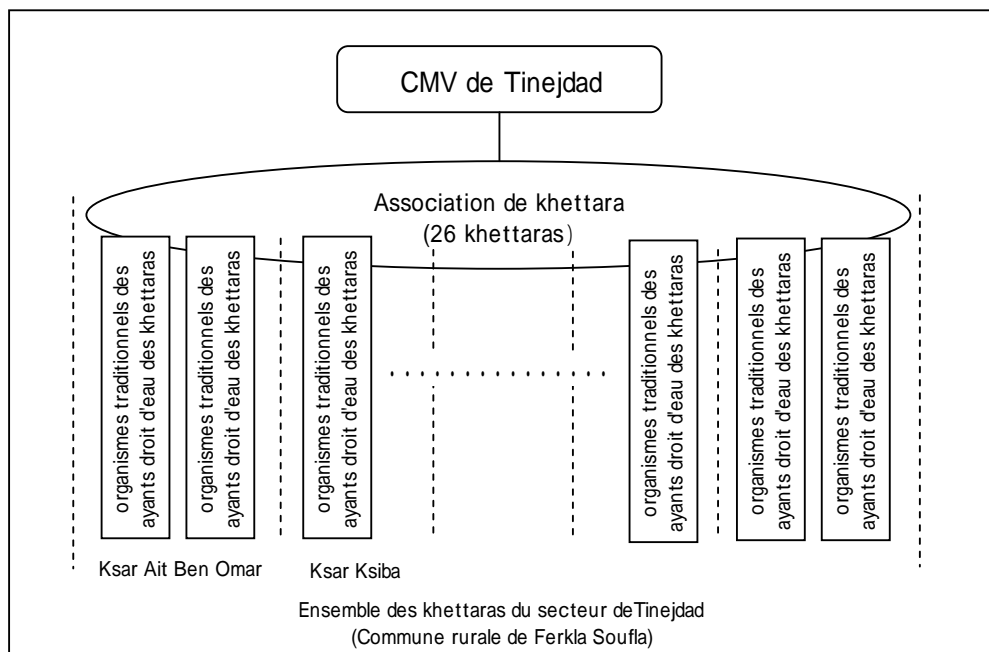 CMV de Tinejdad
Association de khettara
(26 khettaras)
organismes traditionnels des
ayants droit d'eau des khettaras
organismes traditionnels des
ayants droit d'eau des khettaras
organismes traditionnels des
ayants droit d'eau des khettaras
organismes traditionnels des
ayants droit d'eau des khettaras
organismes traditionnels des
ayants droit d'eau des khettaras
organismes traditionnels des
ayants droit d'eau des khettaras
Ksar Ait Ben Omar
Ksar Ksiba
Ensemble des khettaras du secteur deTinejdad
(Commune rurale de Ferkla Soufla)